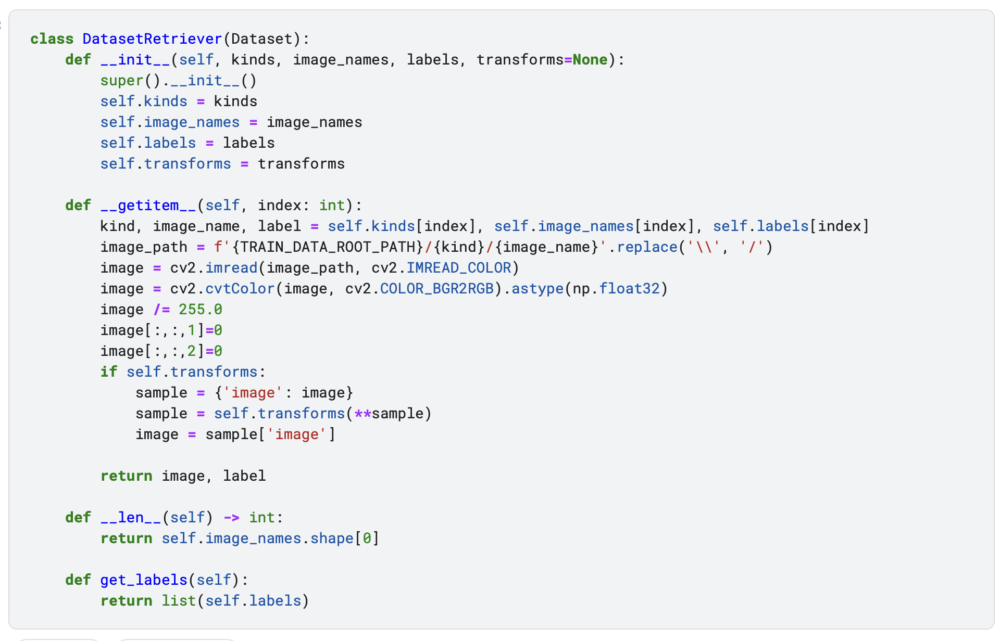 class DatasetRetriever(Dataset):
    def __init__(self, kinds, image_names, labels, transforms=None):
        super().__init__()
        self.kinds = kinds
        self.image_names = image_names
        self.labels = labels
        self.transforms = transforms

    def __getitem__(self, index: int):
        kind, image_name, label = self.kinds[index], self.image_names[index], self.labels[index]
        image_path = f'{TRAIN_DATA_ROOT_PATH}/{kind}/{image_name}'.replace('\\', '/')
        image = cv2.imread(image_path, cv2.IMREAD_COLOR)
        image = cv2.cvtColor(image, cv2.COLOR_BGR2RGB).astype(np.float32)
        image /= 255.0
        image[:,:,1]=0
        image[:,:,2]=0
        if self.transforms:
            sample = {'image': image}
            sample = self.transforms(**sample)
            image = sample['image']

        return image, label

    def __len__(self) -> int:
        return self.image_names.shape[0]

    def get_labels(self):
        return list(self.labels)